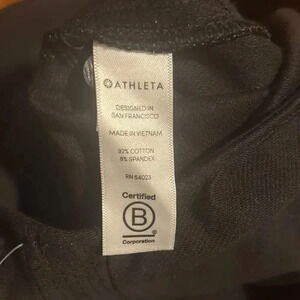 ATHLETA
DESIGNED IN
SAN FRANCISCO
MADE IN VIETNAM
92% COTTON
8% SPANDEX
RN 54023
Certified
B
Corporation